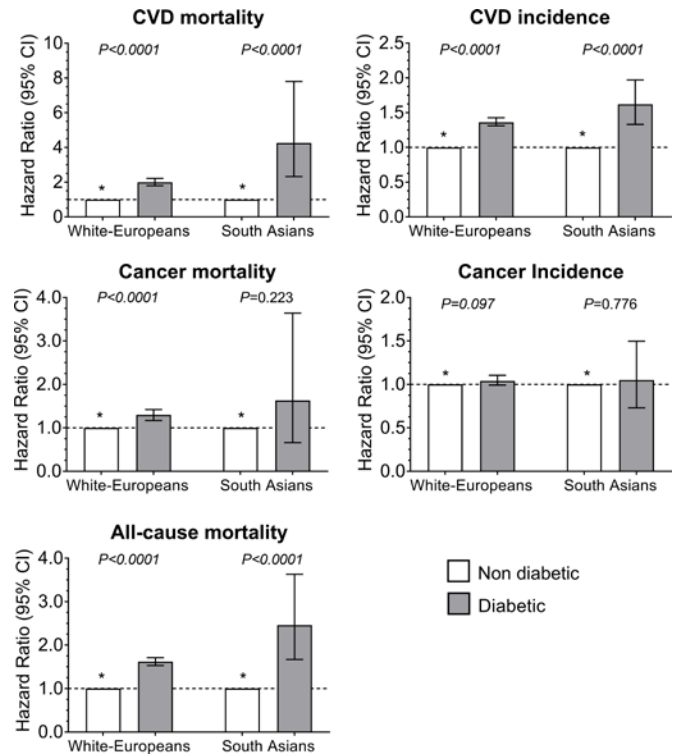 CVD mortality
Hazard Ratio (95% CI)
10
8
6
4
2
0
P<0.0001
P<0.0001
*
*
White-Europeans
South Asians
CVD incidence
Hazard Ratio (95% CI)
2.5
2.0
1.5
1.0
0.5
0.0
P<0.0001
P<0.0001
*
*
White-Europeans
South Asians
Cancer mortality
Hazard Ratio (95% CI)
4.0
3.0
2.0
1.0
0.0
P<0.0001
P=0.223
*
*
White-Europeans
South Asians
Cancer Incidence
Hazard Ratio (95% CI)
2.0
1.5
1.0
0.5
0.0
P=0.097
P=0.776
*
*
White-Europeans
South Asians
All-cause mortality
Hazard Ratio (95% CI)
4.0
3.0
2.0
1.0
0.0
P<0.0001
P<0.0001
*
*
White-Europeans
South Asians
Non diabetic
Diabetic